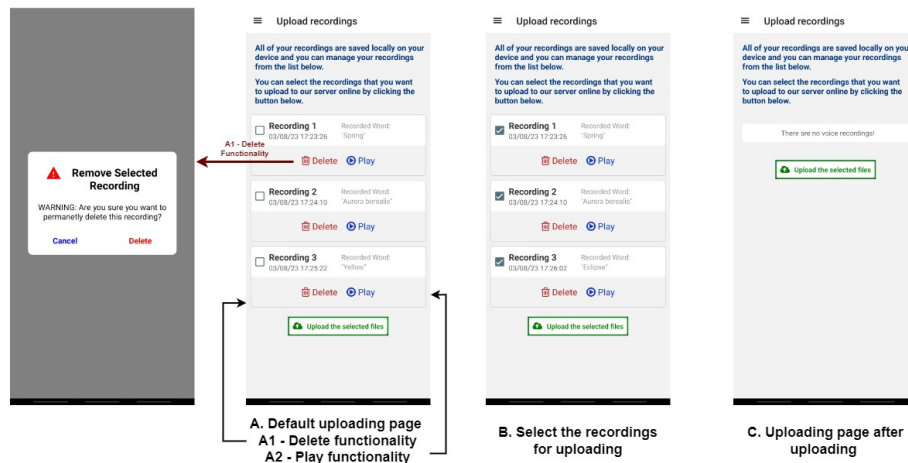 Remove Selected
Recording
WARNING: Are you sure you want to
permanetly delete this recording?
Cancel Delete
A1 - Delete
Functionality
Upload recordings
All of your recordings are saved locally on your
device and you can manage your recordings
from the list below.
You can select the recordings that you want
to upload to our server online by clicking the
button below.
Recording 1 Recorded Word:
03/08/23 17:23:26 "Spring"
Delete Play
Recording 2 Recorded Word:
03/08/23 17:24:10 "Aurora borealis"
Delete Play
Recording 3 Recorded Word:
03/08/23 17:25:22 "Yellow"
Delete Play
Upload the selected files
A. Default uploading page
A1 - Delete functionality
A2 - Play functionality
Upload recordings
All of your recordings are saved locally on your
device and you can manage your recordings
from the list below.
You can select the recordings that you want
to upload to our server online by clicking the
button below.
Recording 1 Recorded Word:
03/08/23 17:23:26 "Spring"
Delete Play
Recording 2 Recorded Word:
03/08/23 17:24:10 "Aurora borealis"
Delete Play
Recording 3 Recorded Word:
03/08/23 17:26:02 "Eclipse"
Delete Play
Upload the selected files
B. Select the recordings
for uploading
Upload recordings
All of your recordings are saved locally on you
device and you can manage your recordings
from the list below.
You can select the recordings that you want
to upload to our server online by clicking the
button below.
There are no voice recordings!
Upload the selected files
C. Uploading page after
uploading